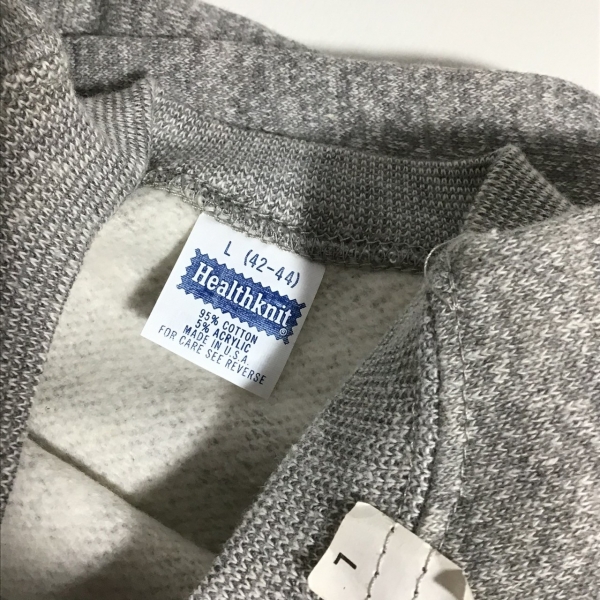 L (42-44)
Healthknit®
95% COTTON
5% ACRYLIC
MADE IN U.S.A.
FOR CARE SEE REVERSE
L